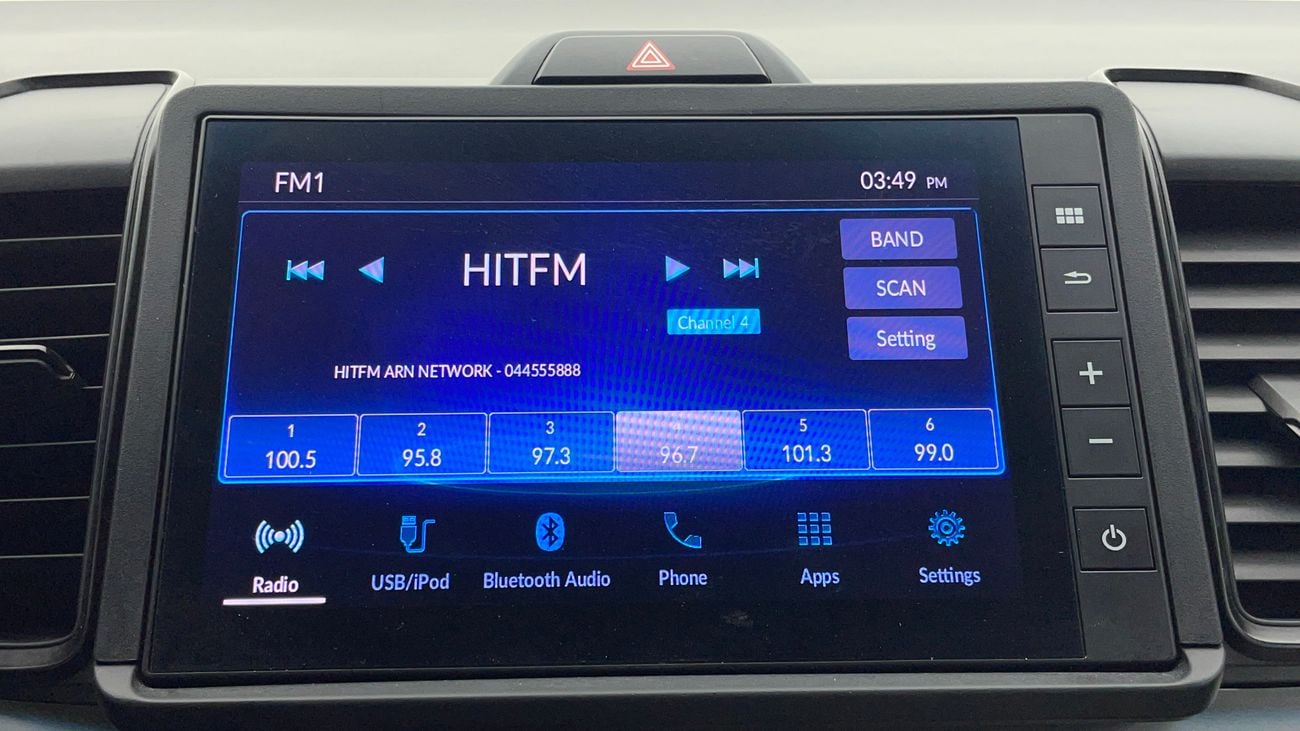 FM1
03:49 PM
HITFM
BAND
SCAN
Setting
Channel 4
HITFM ARN NETWORK - 044555888
1 2 3 4 5 6
100.5 95.8 97.3 96.7 101.3 99.0
Radio USB/iPod Bluetooth Audio Phone Apps Settings